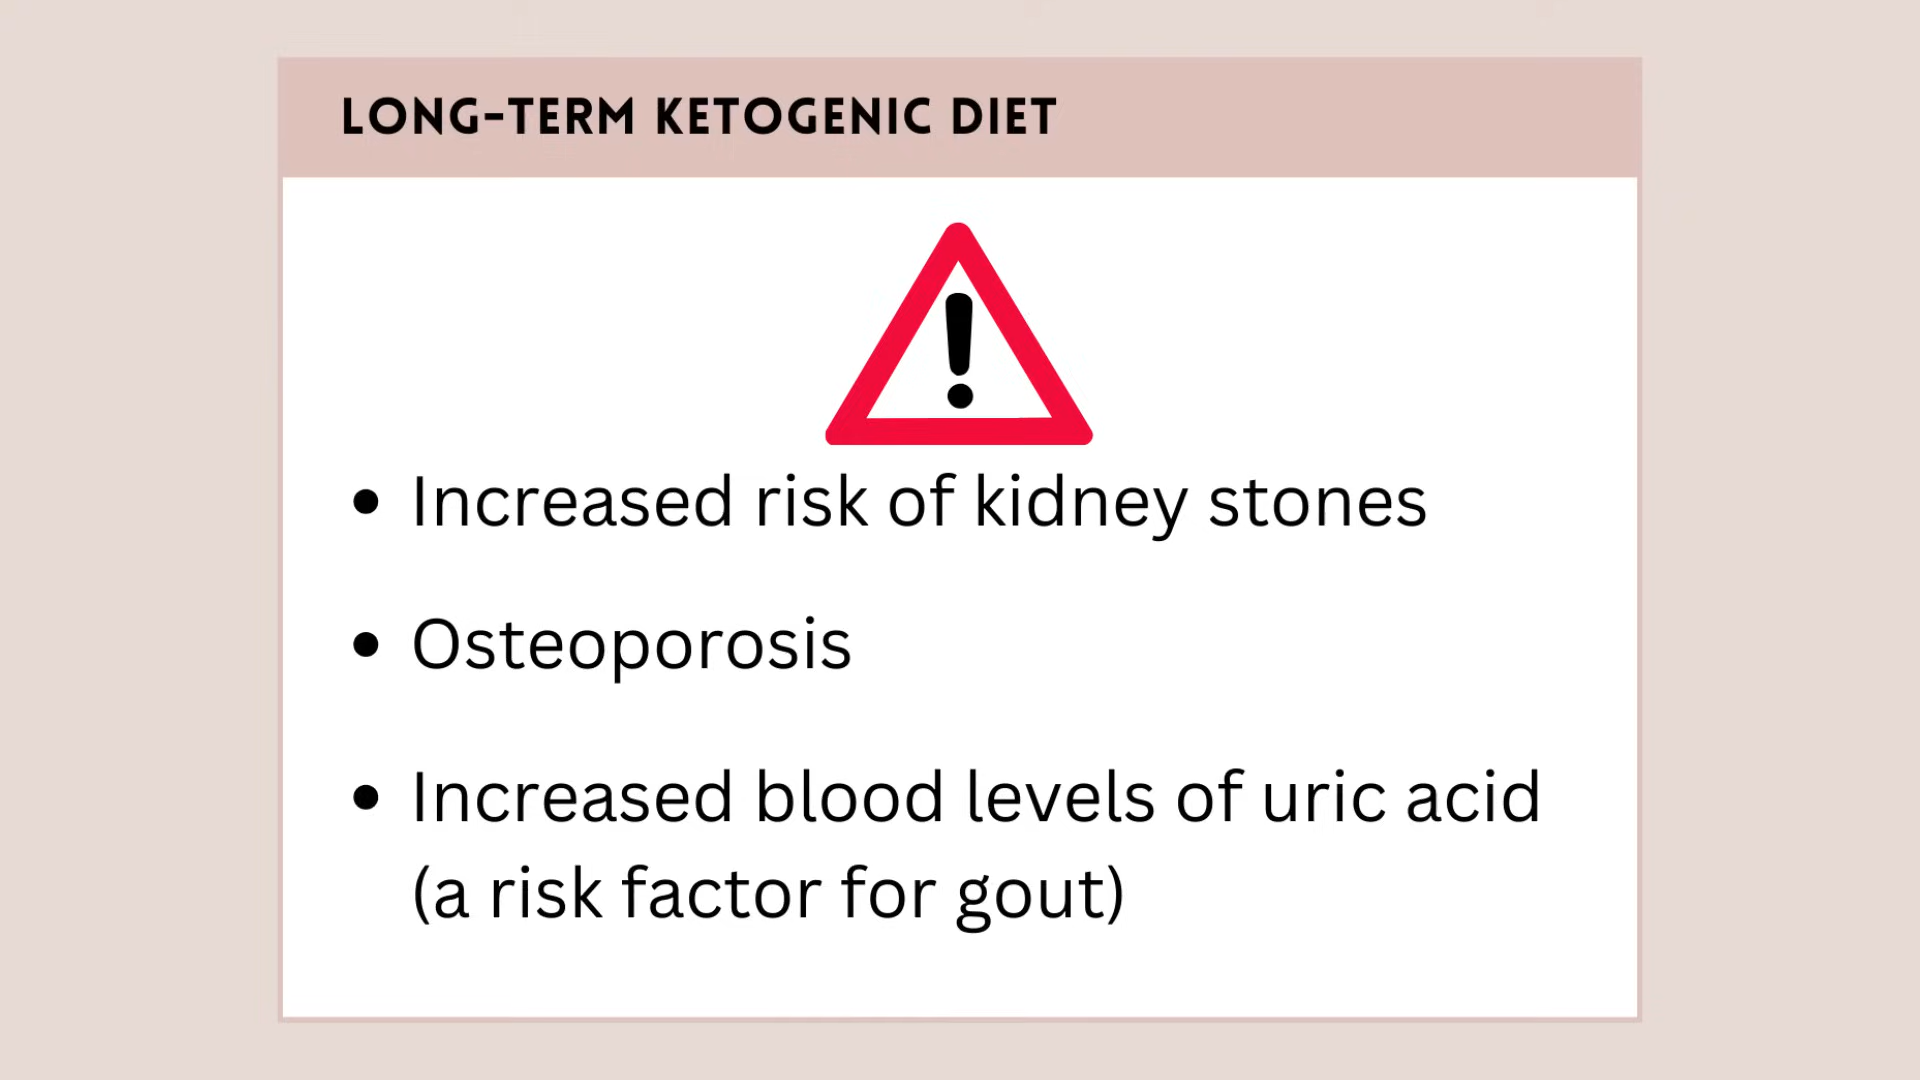 LONG-TERM KETOGENIC DIET
• Increased risk of kidney stones
• Osteoporosis
• Increased blood levels of uric acid
(a risk factor for gout)